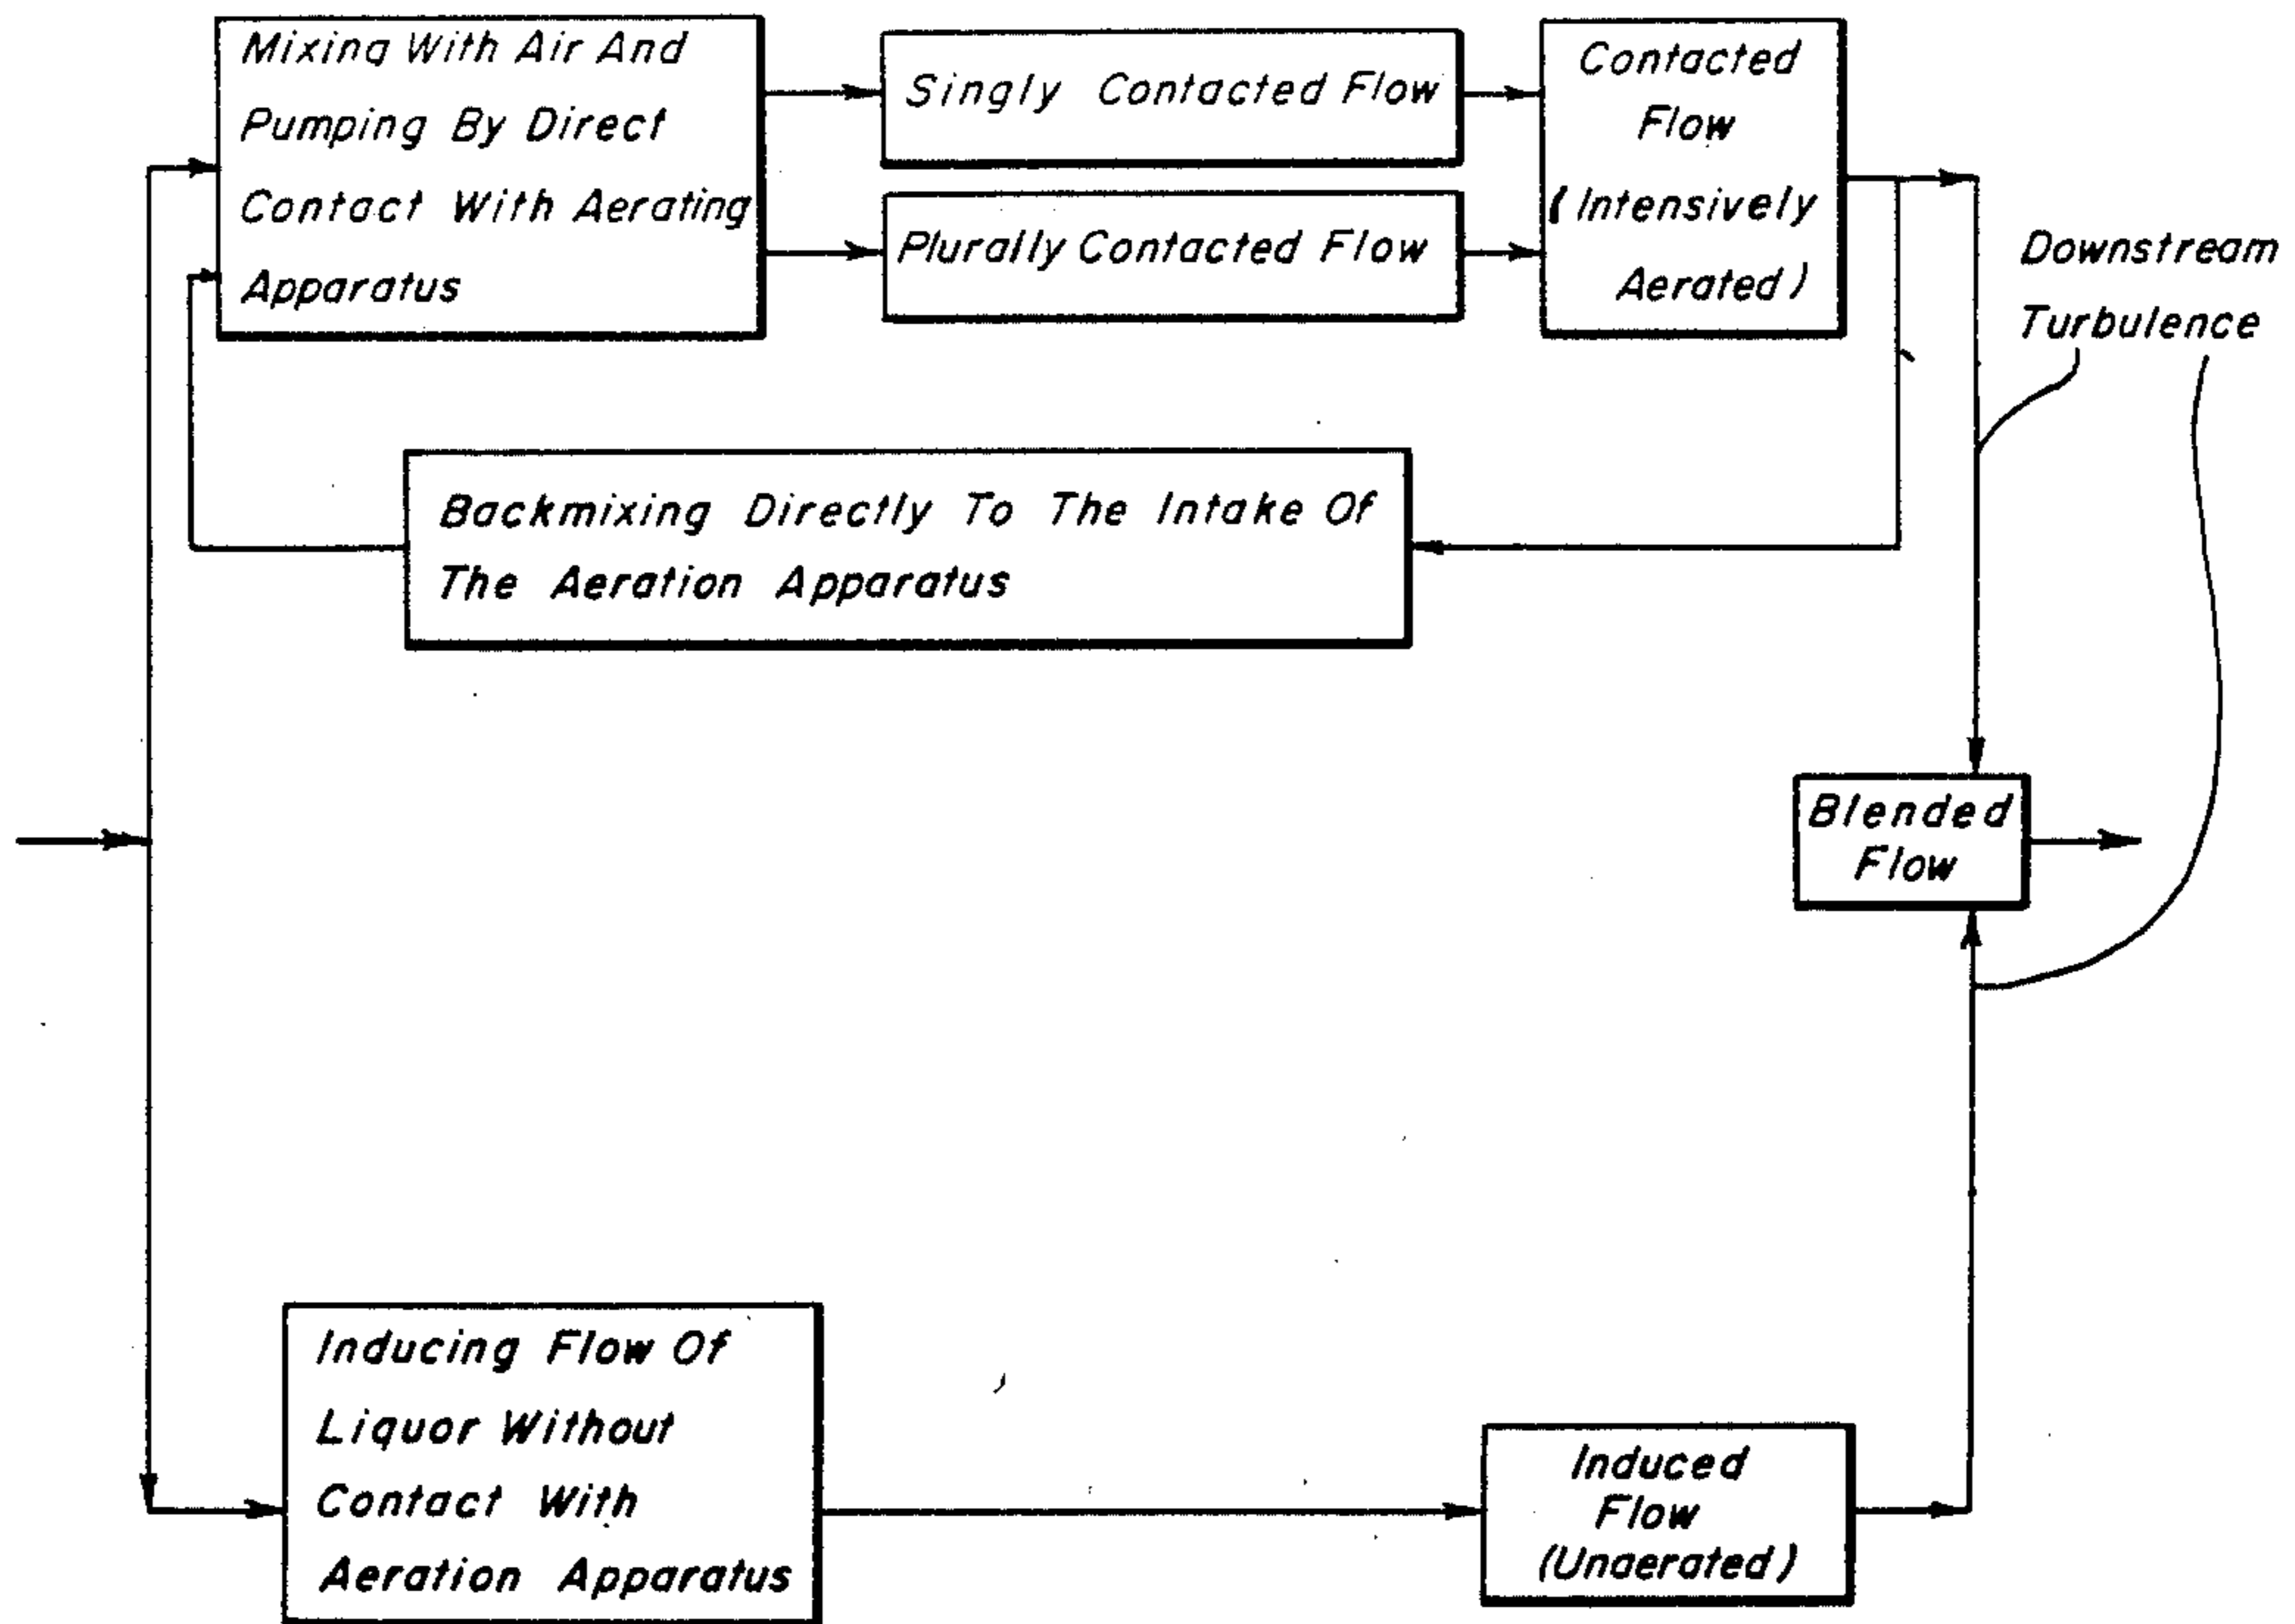 Mixing With Air And
Pumping By Direct
Contact With Aerating
Apparatus
Singly Contacted Flow
Plurally Contacted Flow
Contacted
Flow
(Intensively
Aerated)
Downstream
Turbulence
Backmixing Directly To The Intake Of
The Aeration Apparatus
Blended
Flow
Inducing Flow Of
Liquor Without
Contact With
Aeration Apparatus
Induced
Flow
(Unaerated)